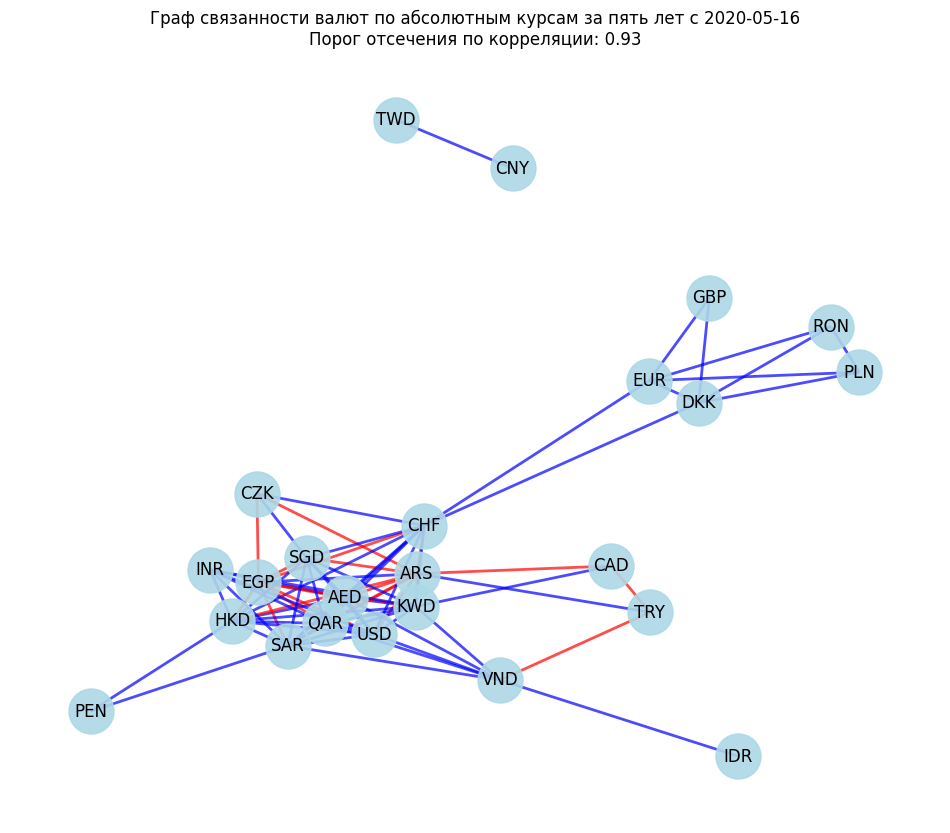 Граф связанности валют по абсолютным курсам за пять лет с 2020-05-16
Порог отсечения по корреляции: 0.93
TWD
CNY
GBP
RON
PLN
EUR
DKK
CZK
CHF
SGD
CAD
INR
ARS
EGP
AED
KWD
TRY
HKD
QAR
USD
SAR
VND
PEN
IDR